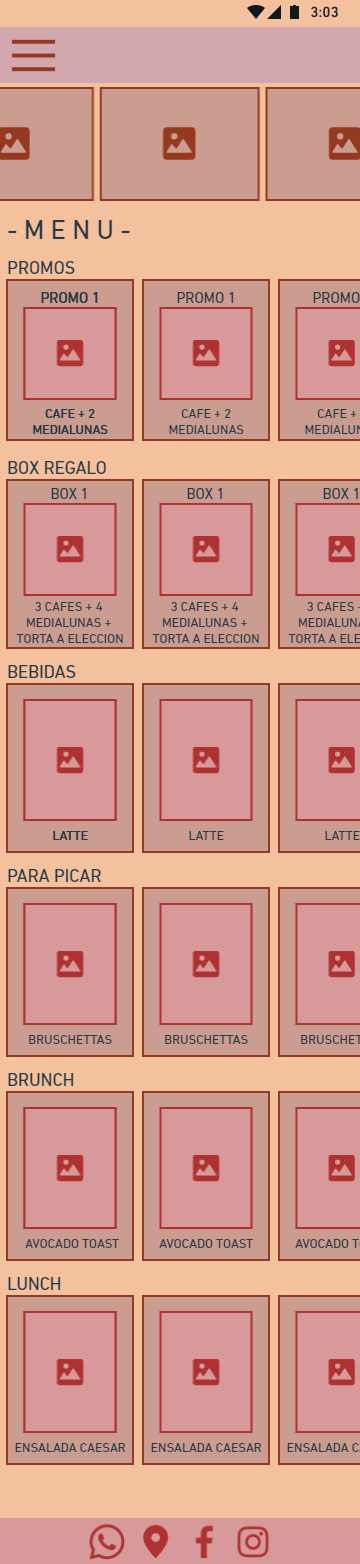 3:03
- M E N U -
PROMOS
PROMO 1 PROMO 1 PROMO
CAFE + 2 CAFE + 2 CAFE +
MEDIALUNAS MEDIALUNAS MEDIALUN
BOX REGALO
BOX 1 BOX 1 BOX 1
3 CAFES + 4 3 CAFES + 4 3 CAFES +
MEDIALUNAS + MEDIALUNAS + MEDIALUNA
TORTA A ELECCION TORTA A ELECCION TORTA A ELE
BEBIDAS
LATTE LATTE LATTE
PARA PICAR
BRUSCHETTAS BRUSCHETTAS BRUSCHET
BRUNCH
AVOCADO TOAST AVOCADO TOAST AVOCADO T
LUNCH
ENSALADA CAESAR ENSALADA CAESAR ENSALADA C